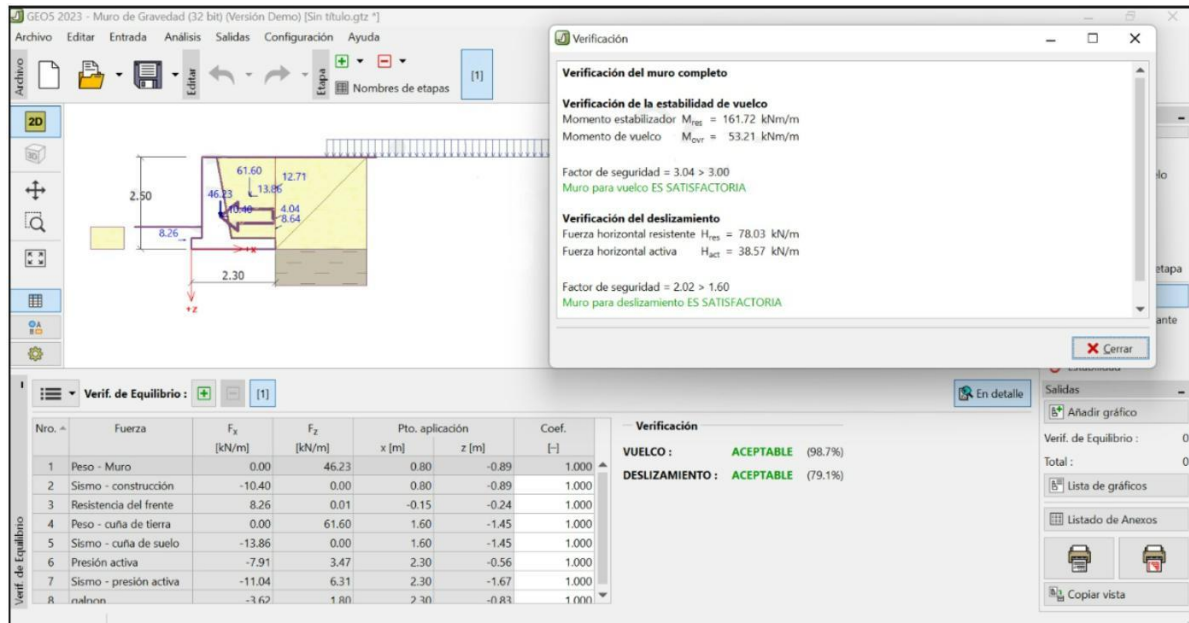 GEO5 2023 - Muro de Gravedad (32 bit) (Versión Demo) [Sin título.gtz *]
Archivo Editar Entrada Análisis Salidas Configuración Ayuda
Archivo
Editar
Etapa
Nombres de etapas
[1]
2D
3D
2.50
61.60
12.71
13.86
46.23
10.40
4.04
8.64
8.26
+x
2.30
+z
Verificación
Verificación del muro completo
Verificación de la estabilidad de vuelco
Momento estabilizador Mres = 161.72 kNm/m
Momento de vuelco Movr = 53.21 kNm/m
Factor de seguridad = 3.04 > 3.00
Muro para vuelco ES SATISFACTORIA
Verificación del deslizamiento
Fuerza horizontal resistente Hres = 78.03 kN/m
Fuerza horizontal activa Hact = 38.57 kN/m
Factor de seguridad = 2.02 > 1.60
Muro para deslizamiento ES SATISFACTORIA
Cerrar
lo
etapa
ante
Verif. de Equilibrio : [1] En detalle
Nro. Fuerza Fx Fz Pto. aplicación Coef.
[kN/m] [kN/m] x [m] z [m] [–]
1 Peso - Muro 0.00 46.23 0.80 -0.89 1.000
2 Sismo - construcción -10.40 0.00 0.80 -0.89 1.000
3 Resistencia del frente 8.26 0.01 -0.15 -0.24 1.000
4 Peso - cuña de tierra 0.00 61.60 1.60 -1.45 1.000
5 Sismo - cuña de suelo -13.86 0.00 1.60 -1.45 1.000
6 Presión activa -7.91 3.47 2.30 -0.56 1.000
7 Sismo - presión activa -11.04 6.31 2.30 -1.67 1.000
8 galpon -3.62 1.80 2.30 -0.83 1.000
Verif. de Equilibrio
Verificación
VUELCO : ACEPTABLE (98.7%)
DESLIZAMIENTO : ACEPTABLE (79.1%)
Estabilidad
Salidas
Añadir gráfico
Verif. de Equilibrio : 0
Total : 0
Lista de gráficos
Listado de Anexos
Copiar vista